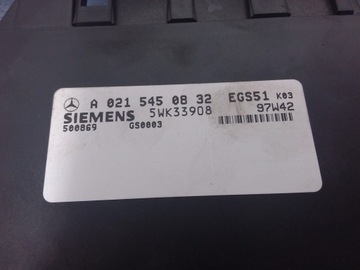 A 021 545 08 32 EGS51 K03
SIEMENS 5WK33908 97W42
500869 GS0003